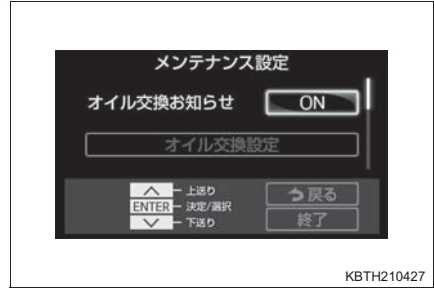 メンテナンス設定
オイル交換お知らせ ON
オイル交換設定
上送り
戻る
ENTER 決定/選択
下送り
終了
KBTH210427